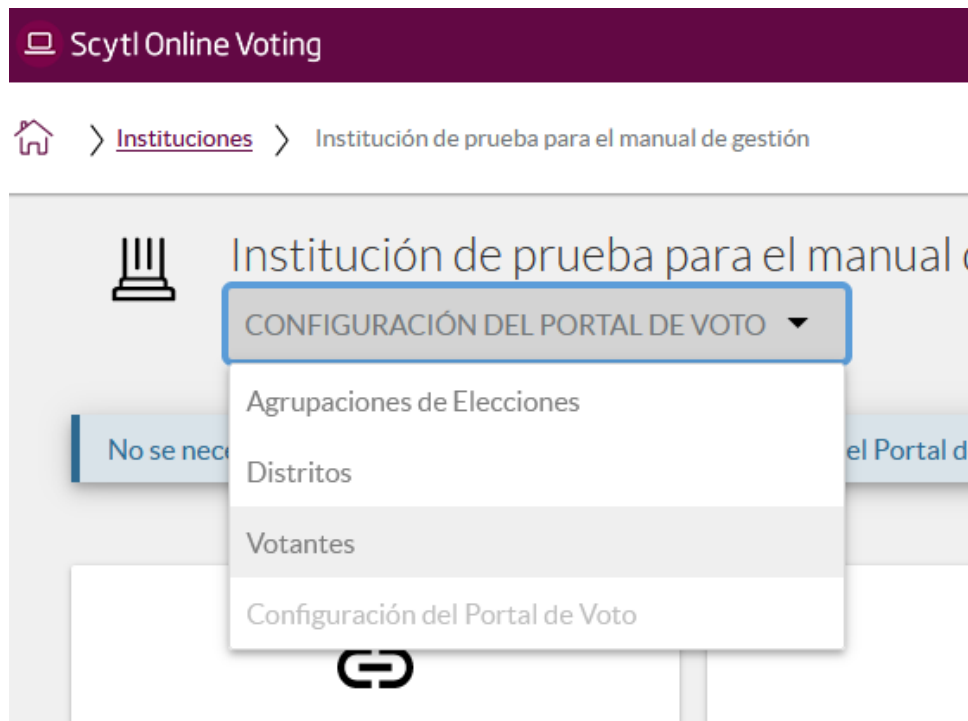 Scytl Online Voting
Instituciones
Institución de prueba para el manual de gestión
Institución de prueba para el manual
CONFIGURACIÓN DEL PORTAL DE VOTO
Agrupaciones de Elecciones
No se
el Portal
Distritos
Votantes
Configuración del Portal de Voto